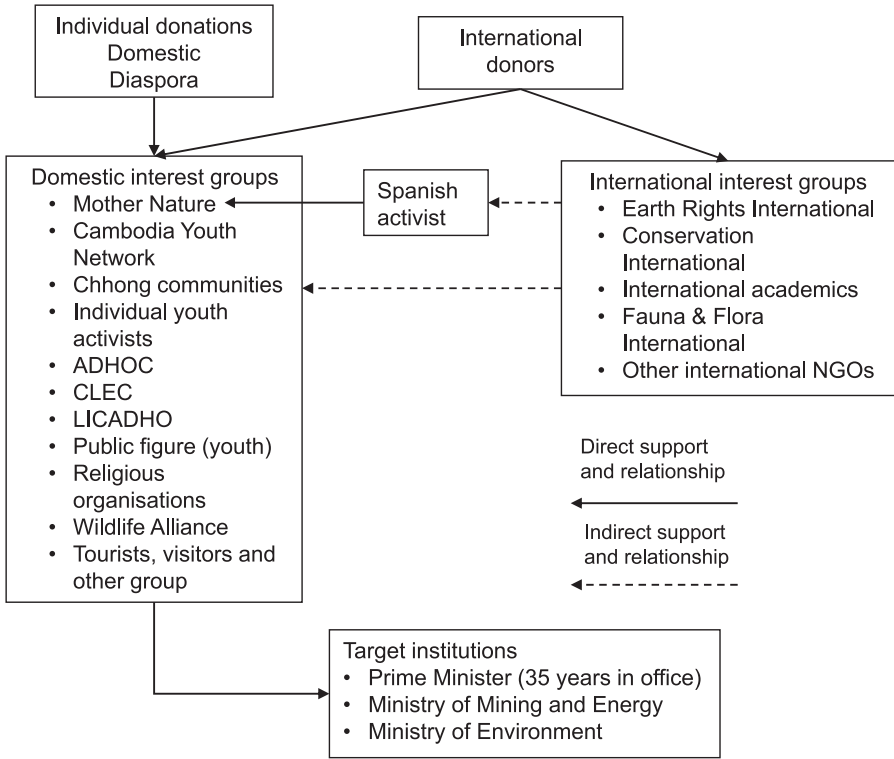 Individual donations
Domestic
Diaspora
International
donors
Domestic interest groups
• Mother Nature
• Cambodia Youth
Network
• Chhong communities
• Individual youth
activists
• ADHOC
• CLEC
• LICADHO
• Public figure (youth)
• Religious
organisations
• Wildlife Alliance
• Tourists, visitors and
other group
Spanish
activist
International interest groups
• Earth Rights International
• Conservation
International
• International academics
• Fauna & Flora
International
• Other international NGOs
Direct support
and relationship
Indirect support
and relationship
Target institutions
• Prime Minister (35 years in office)
• Ministry of Mining and Energy
• Ministry of Environment